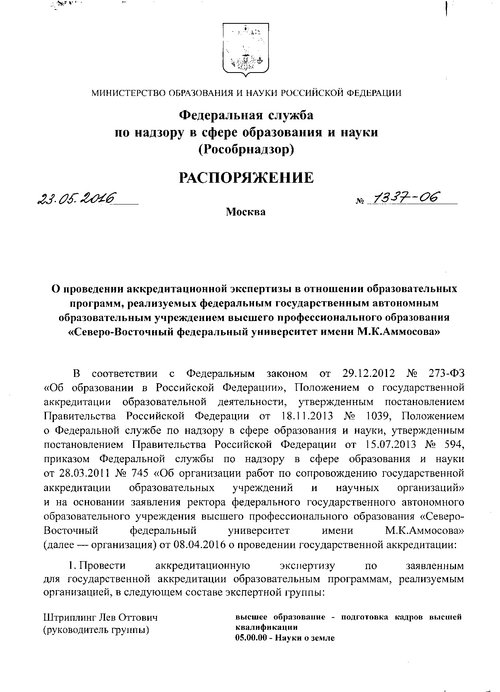 МИНИСТЕРСТВО ОБРАЗОВАНИЯ И НАУКИ РОССИЙСКОЙ ФЕДЕРАЦИИ
Федеральная служба
по надзору в сфере образования и науки
(Рособрнадзор)
РАСПОРЯЖЕНИЕ
23.05.2016 № 1337-06
Москва
О проведении аккредитационной экспертизы в отношении образовательных
программ, реализуемых федеральным государственным автономным
образовательным учреждением высшего профессионального образования
«Северо-Восточный федеральный университет имени М.К.Аммосова»
В соответствии с Федеральным законом от 29.12.2012 № 273-ФЗ
«Об образовании в Российской Федерации», Положением о государственной
аккредитации образовательной деятельности, утвержденным постановлением
Правительства Российской Федерации от 18.11.2013 № 1039, Положением
о Федеральной службе по надзору в сфере образования и науки, утвержденным
постановлением Правительства Российской Федерации от 15.07.2013 № 594,
приказом Федеральной службы по надзору в сфере образования и науки
от 28.03.2011 № 745 «Об организации работ по сопровождению государственной
аккредитации образовательных учреждений и научных организаций»
и на основании заявления ректора федерального государственного автономного
образовательного учреждения высшего профессионального образования «Северо-
Восточный федеральный университет имени М.К.Аммосова»
(далее — организация) от 08.04.2016 о проведении государственной аккредитации:
1. Провести аккредитационную экспертизу по заявленным
для государственной аккредитации образовательным программам, реализуемым
организацией, в следующем составе экспертной группы:
Штриплинг Лев Оттович
(руководитель группы)
высшее образование - подготовка кадров высшей
квалификации
05.00.00 - Науки о земле